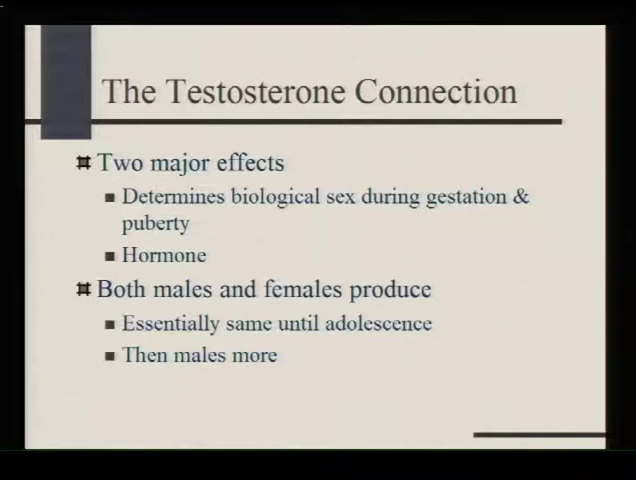 The Testosterone Connection
Two major effects
Determines biological sex during gestation &
puberty
Hormone
Both males and females produce
Essentially same until adolescence
Then males more